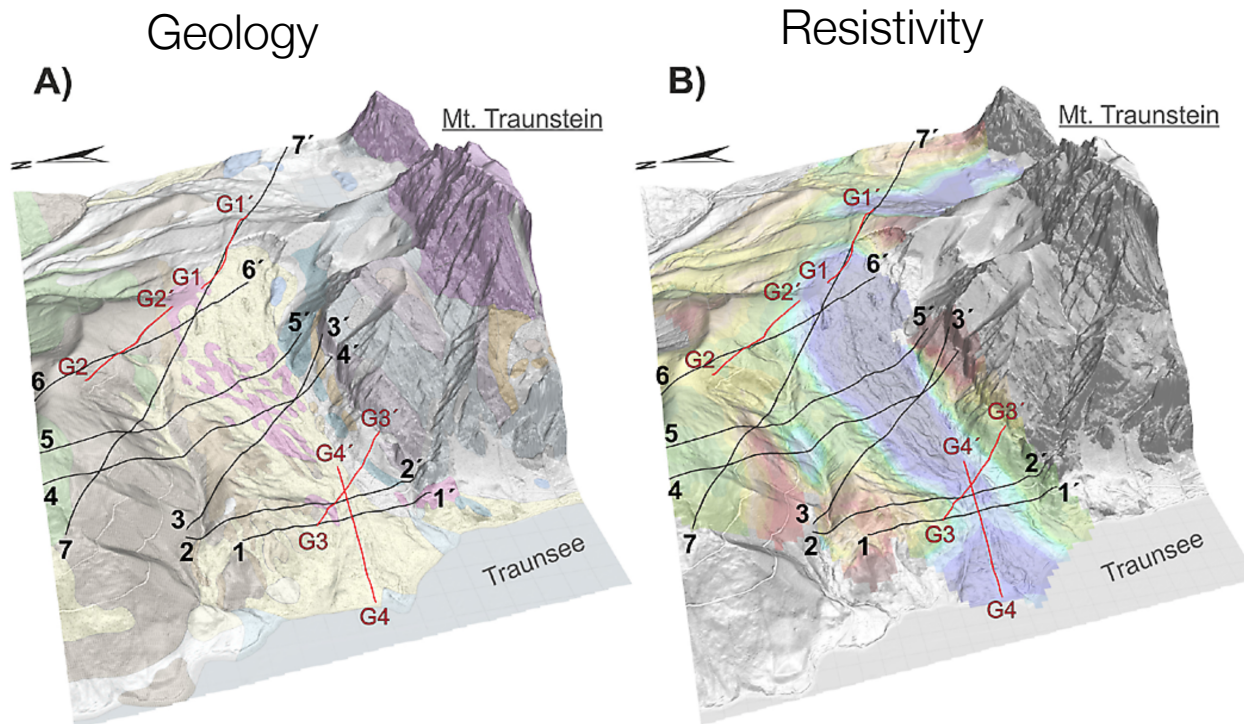 Geology
Resistivity
A)
Mt. Traunstein
N
7´
G1´
G1
6´
G2´
5´
3´
4´
G2
6
G3´
5
G4´
2´
4
1´
3
2
1
G3
7
Traunsee
G4
B)
Mt. Traunstein
N
7´
G1´
G1
6´
G2´
5´
3´
G2
6
G3´
5
G4´
2´
4
1´
3
2
1
G3
7
Traunsee
G4